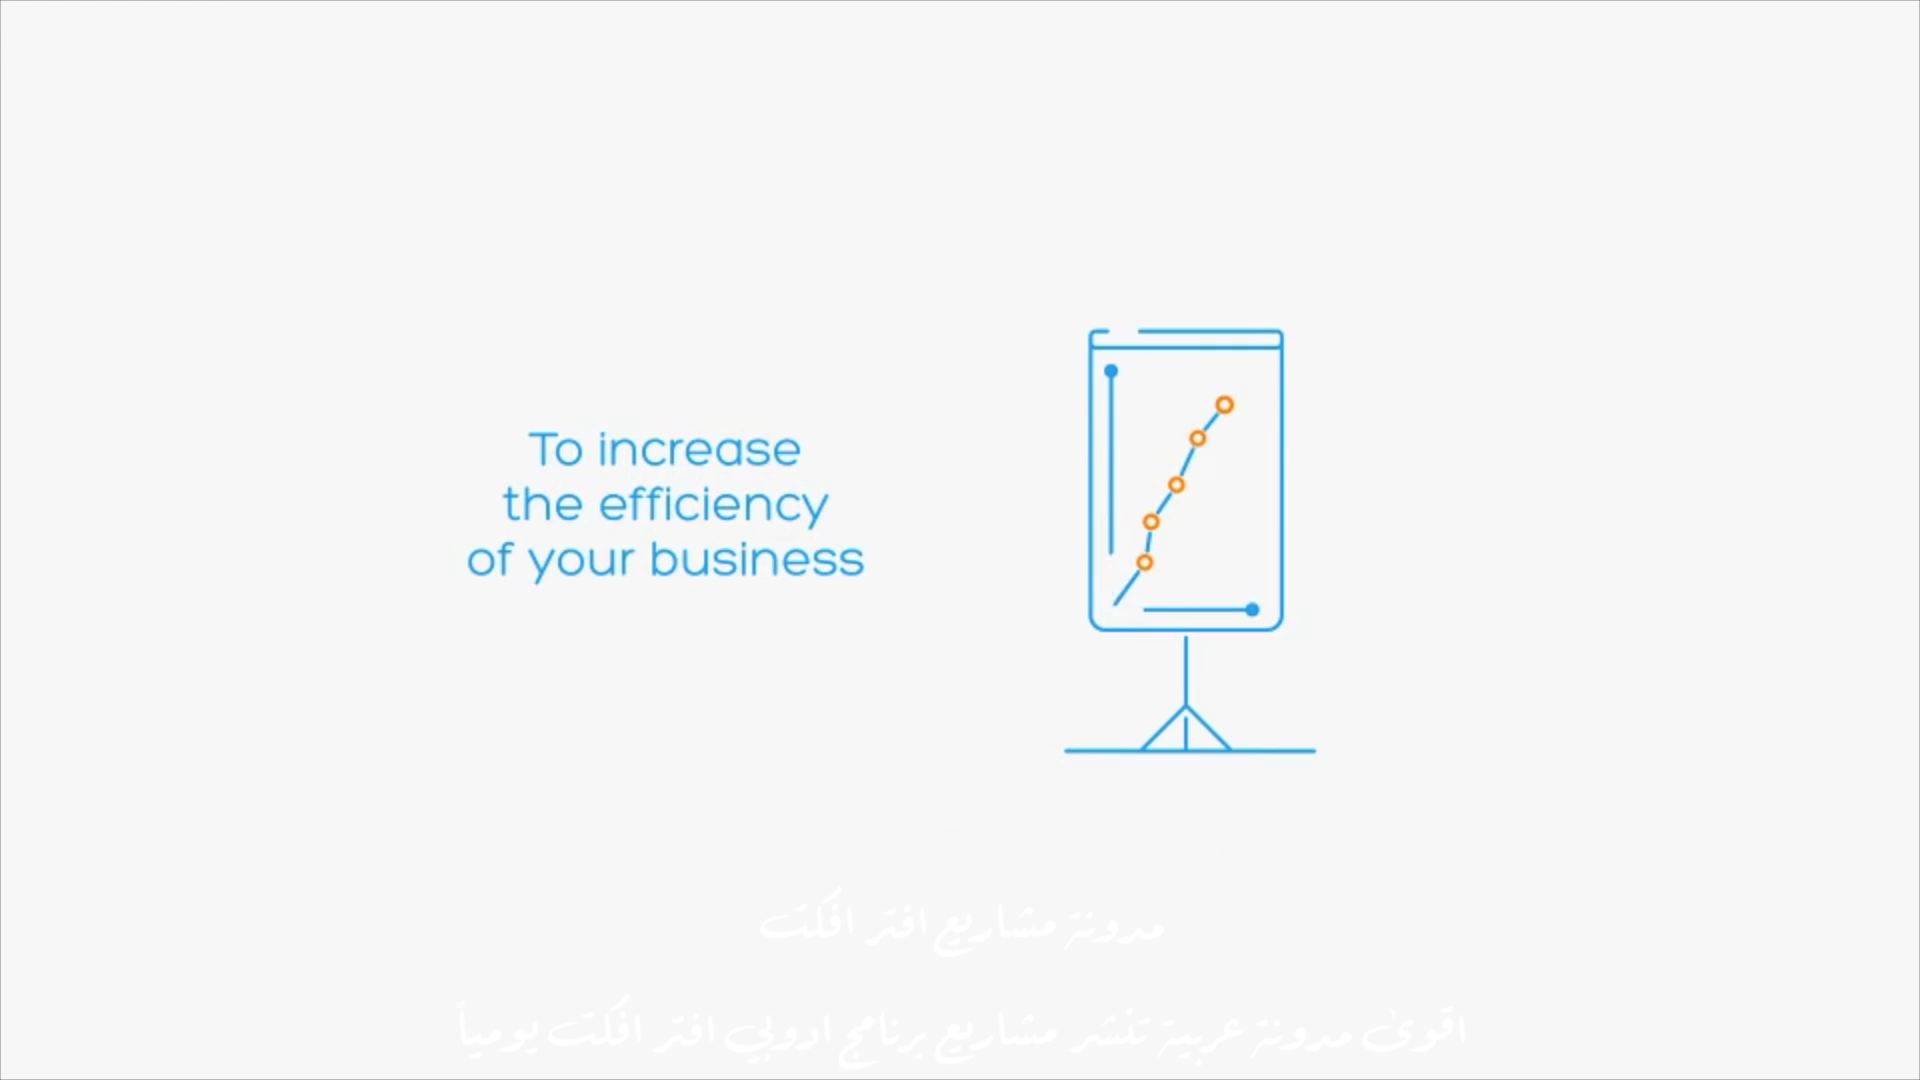 To increase
the efficiency
of your business
مدونة مشاريع افتر افكت
اقوى مدونة عربية تنشر مشاريع برنامج ادوبي افتر افكت يومياً